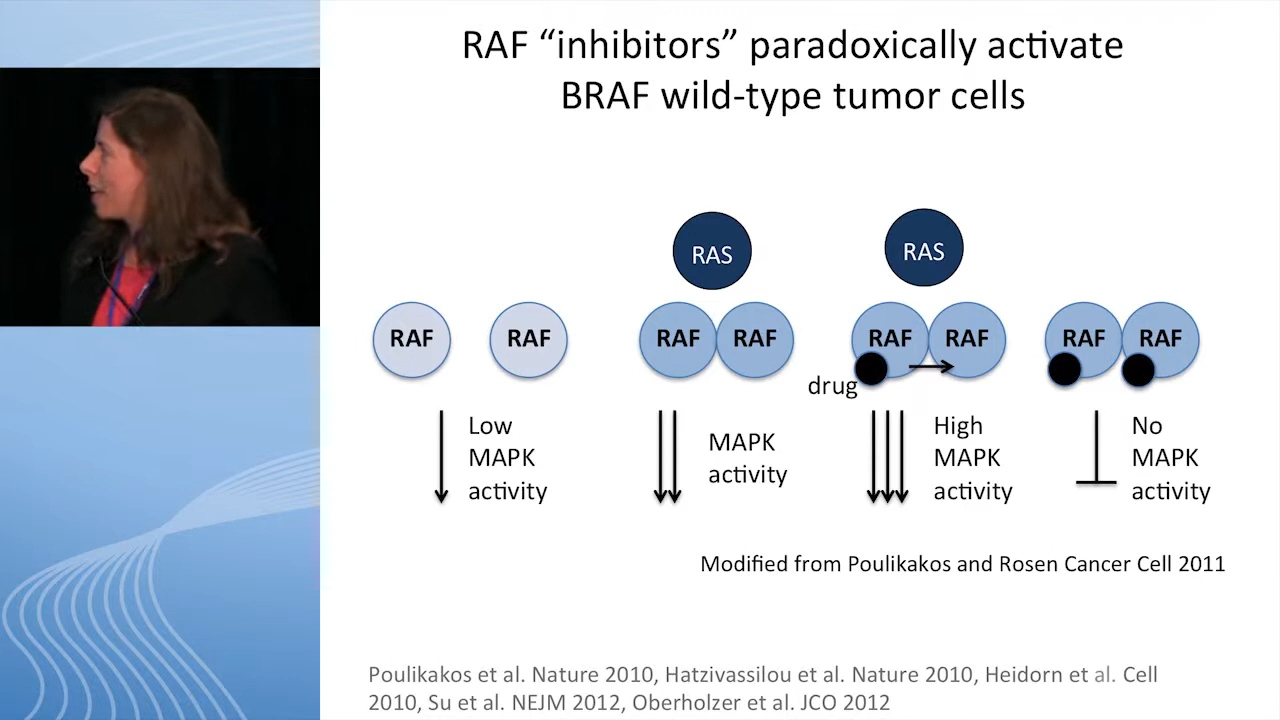 RAF “inhibitors” paradoxically activate
BRAF wild-type tumor cells
RAS
RAS
RAF
RAF
RAF
RAF
RAF
RAF
RAF
RAF
drug
Low
MAPK
activity
MAPK
activity
High
MAPK
activity
No
MAPK
activity
Modified from Poulikakos and Rosen Cancer Cell 2011
Poulikakos et al. Nature 2010, Hatzivassilou et al. Nature 2010, Heidorn et al. Cell
2010, Su et al. NEJM 2012, Oberholzer et al. JCO 2012